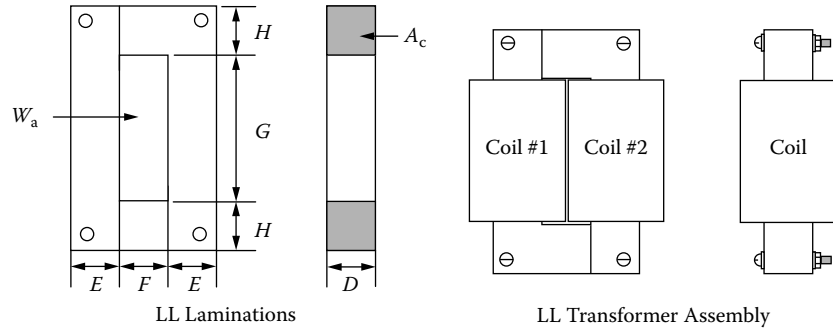 H
A_c
W_a
G
Coil #1
Coil #2
Coil
H
E
F
E
D
LL Laminations
LL Transformer Assembly